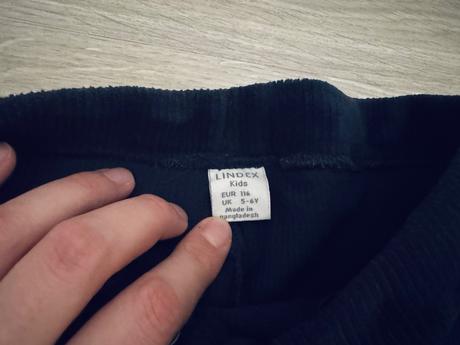 LINDEX
Kids
EUR 116
UK 5-6Y
Made in
Bangladesh